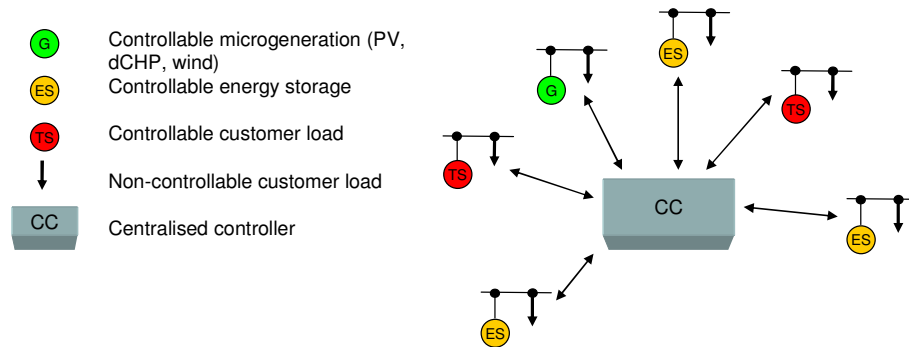 G
Controllable microgeneration (PV,
dCHP, wind)
ES
Controllable energy storage
TS
Controllable customer load
Non-controllable customer load
CC
Centralised controller
ES
G
TS
TS
CC
ES
ES